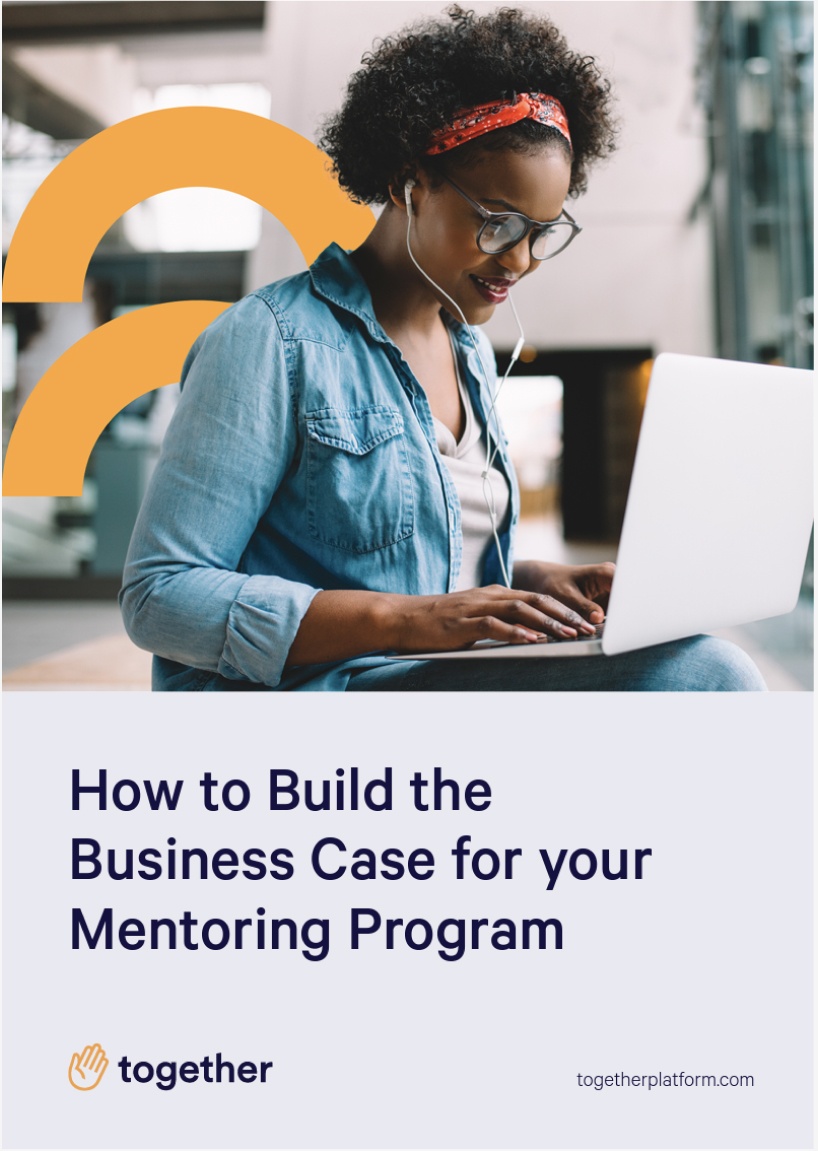 How to Build the
Business Case for your
Mentoring Program
together
togetherplatform.com